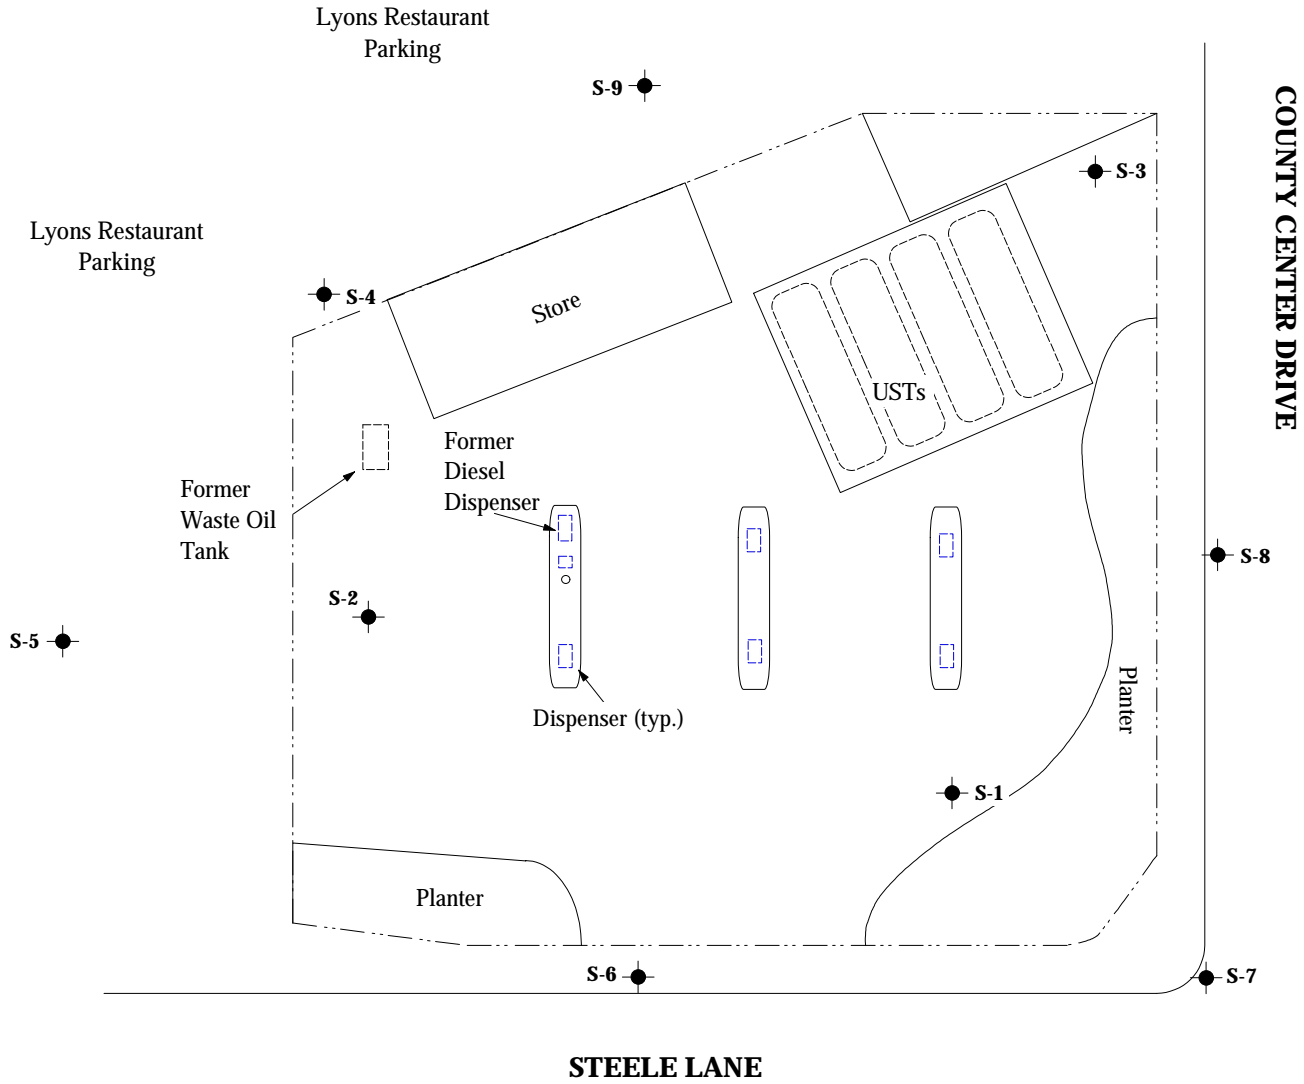 Lyons Restaurant
Parking
S-9
COUNTY CENTER DRIVE
S-3
Lyons Restaurant
Parking
S-4
Store
USTs
Former
Diesel
Dispenser
Former
Waste Oil
Tank
S-8
S-2
S-5
Planter
Dispenser (typ.)
S-1
Planter
S-6
S-7
STEELE LANE